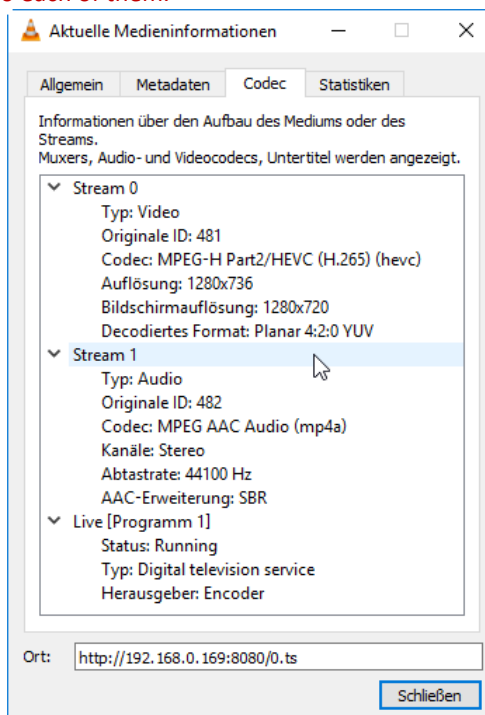 each of them.
Aktuelle Medieninformationen
Allgemein Metadaten Codec Statistiken
Informationen über den Aufbau des Mediums oder des
Streams.
Muxers, Audio- und Videocodecs, Untertitel werden angezeigt.
Stream 0
Typ: Video
Originale ID: 481
Codec: MPEG-H Part2/HEVC (H.265) (hevc)
Auflösung: 1280x736
Bildschirmauflösung: 1280x720
Decodiertes Format: Planar 4:2:0 YUV
Stream 1
Typ: Audio
Originale ID: 482
Codec: MPEG AAC Audio (mp4a)
Kanäle: Stereo
Abtastrate: 44100 Hz
AAC-Erweiterung: SBR
Live [Programm 1]
Status: Running
Typ: Digital television service
Herausgeber: Encoder
Ort: http://192.168.0.169:8080/0.ts
Schließen